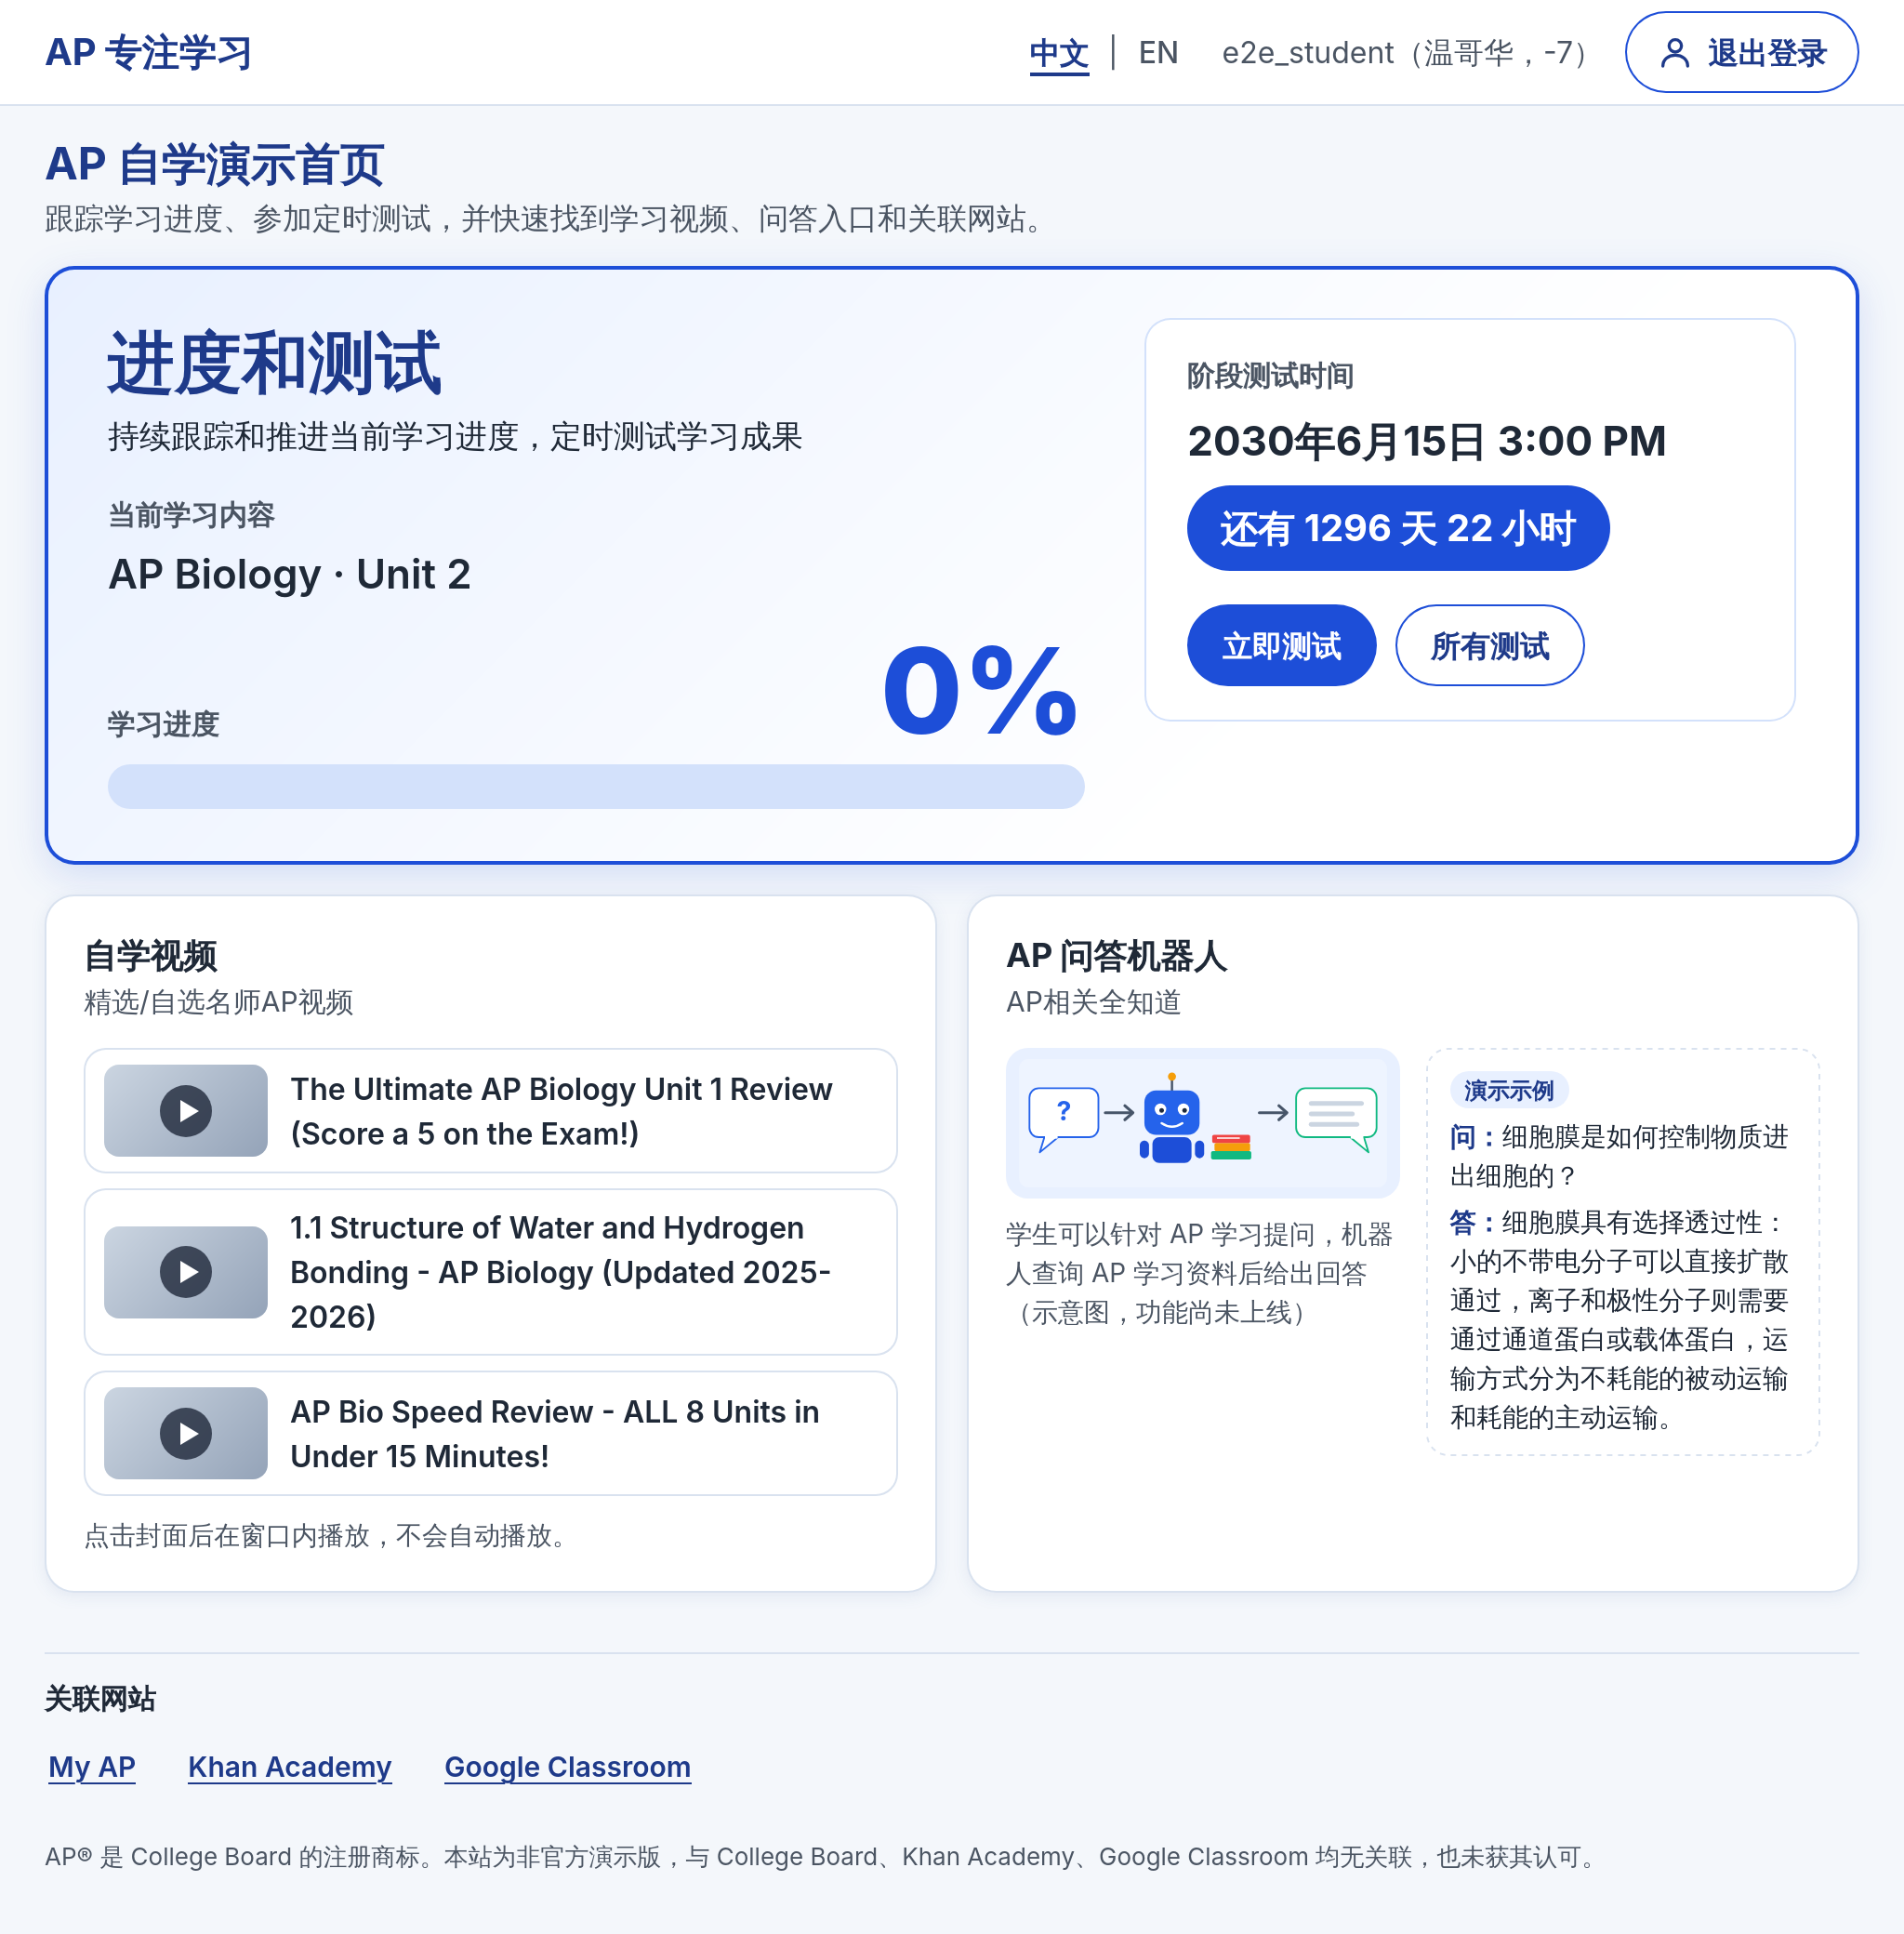 AP 专注学习
中文 | EN e2e_student（温哥华，-7） 退出登录
AP 自学演示首页
跟踪学习进度、参加定时测试，并快速找到学习视频、问答入口和关联网站。
进度和测试
持续跟踪和推进当前学习进度，定时测试学习成果
当前学习内容
AP Biology · Unit 2
学习进度
0%
阶段测试时间
2030年6月15日 3:00 PM
还有 1296 天 22 小时
立即测试 所有测试
自学视频
精选/自选名师AP视频
The Ultimate AP Biology Unit 1 Review
(Score a 5 on the Exam!)
1.1 Structure of Water and Hydrogen
Bonding - AP Biology (Updated 2025-
2026)
AP Bio Speed Review - ALL 8 Units in
Under 15 Minutes!
点击封面后在窗口内播放，不会自动播放。
AP 问答机器人
AP相关全知道
?
学生可以针对 AP 学习提问，机器
人查询 AP 学习资料后给出回答
（示意图，功能尚未上线）
演示示例
问：细胞膜是如何控制物质进
出细胞的？
答：细胞膜具有选择透过性：
小的不带电分子可以直接扩散
通过，离子和极性分子则需要
通过通道蛋白或载体蛋白，运
输方式分为不耗能的被动运输
和耗能的主动运输。
关联网站
My AP Khan Academy Google Classroom
AP® 是 College Board 的注册商标。本站为非官方演示版，与 College Board、Khan Academy、Google Classroom 均无关联，也未获其认可。